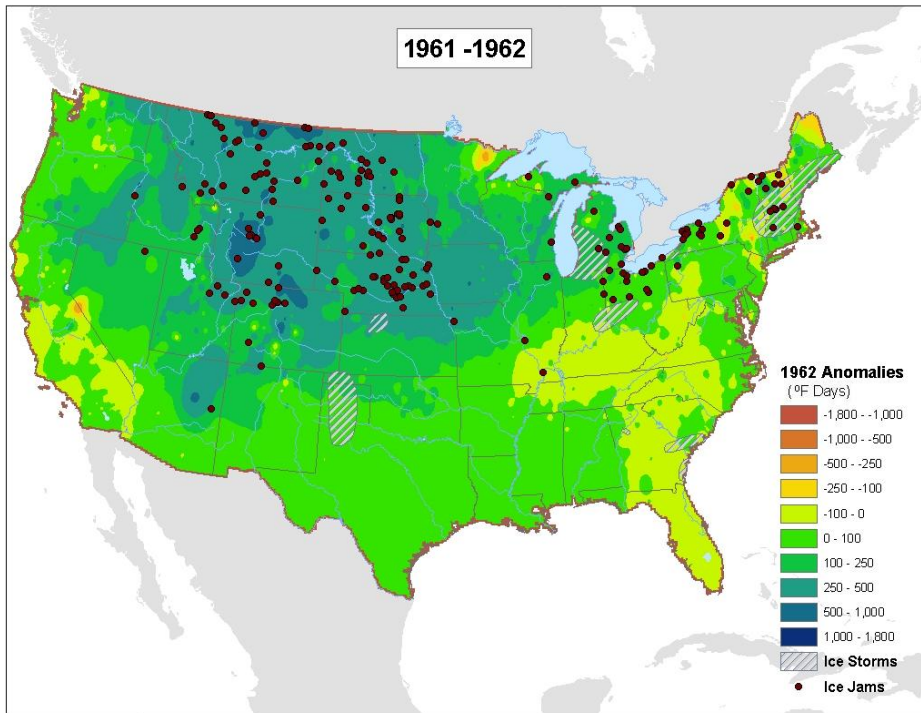 1961 -1962
1962 Anomalies
(ºF Days)
-1,800 - -1,000
-1,000 - -500
-500 - -250
-250 - -100
-100 - 0
0 - 100
100 - 250
250 - 500
500 - 1,000
1,000 - 1,800
Ice Storms
Ice Jams